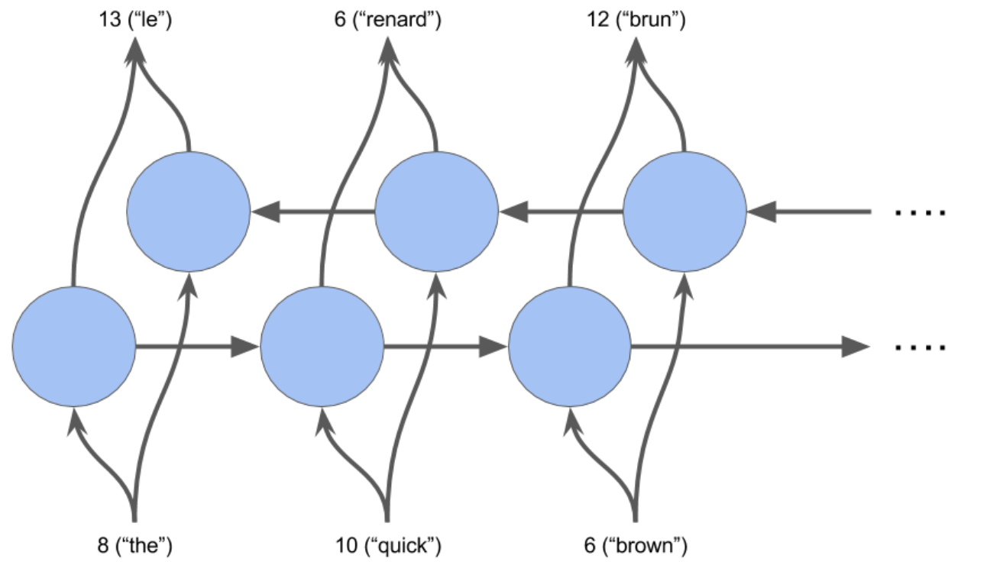 13 (“le”) 6 (“renard”) 12 (“brun”)
....
....
8 (“the”) 10 (“quick”) 6 (“brown”)